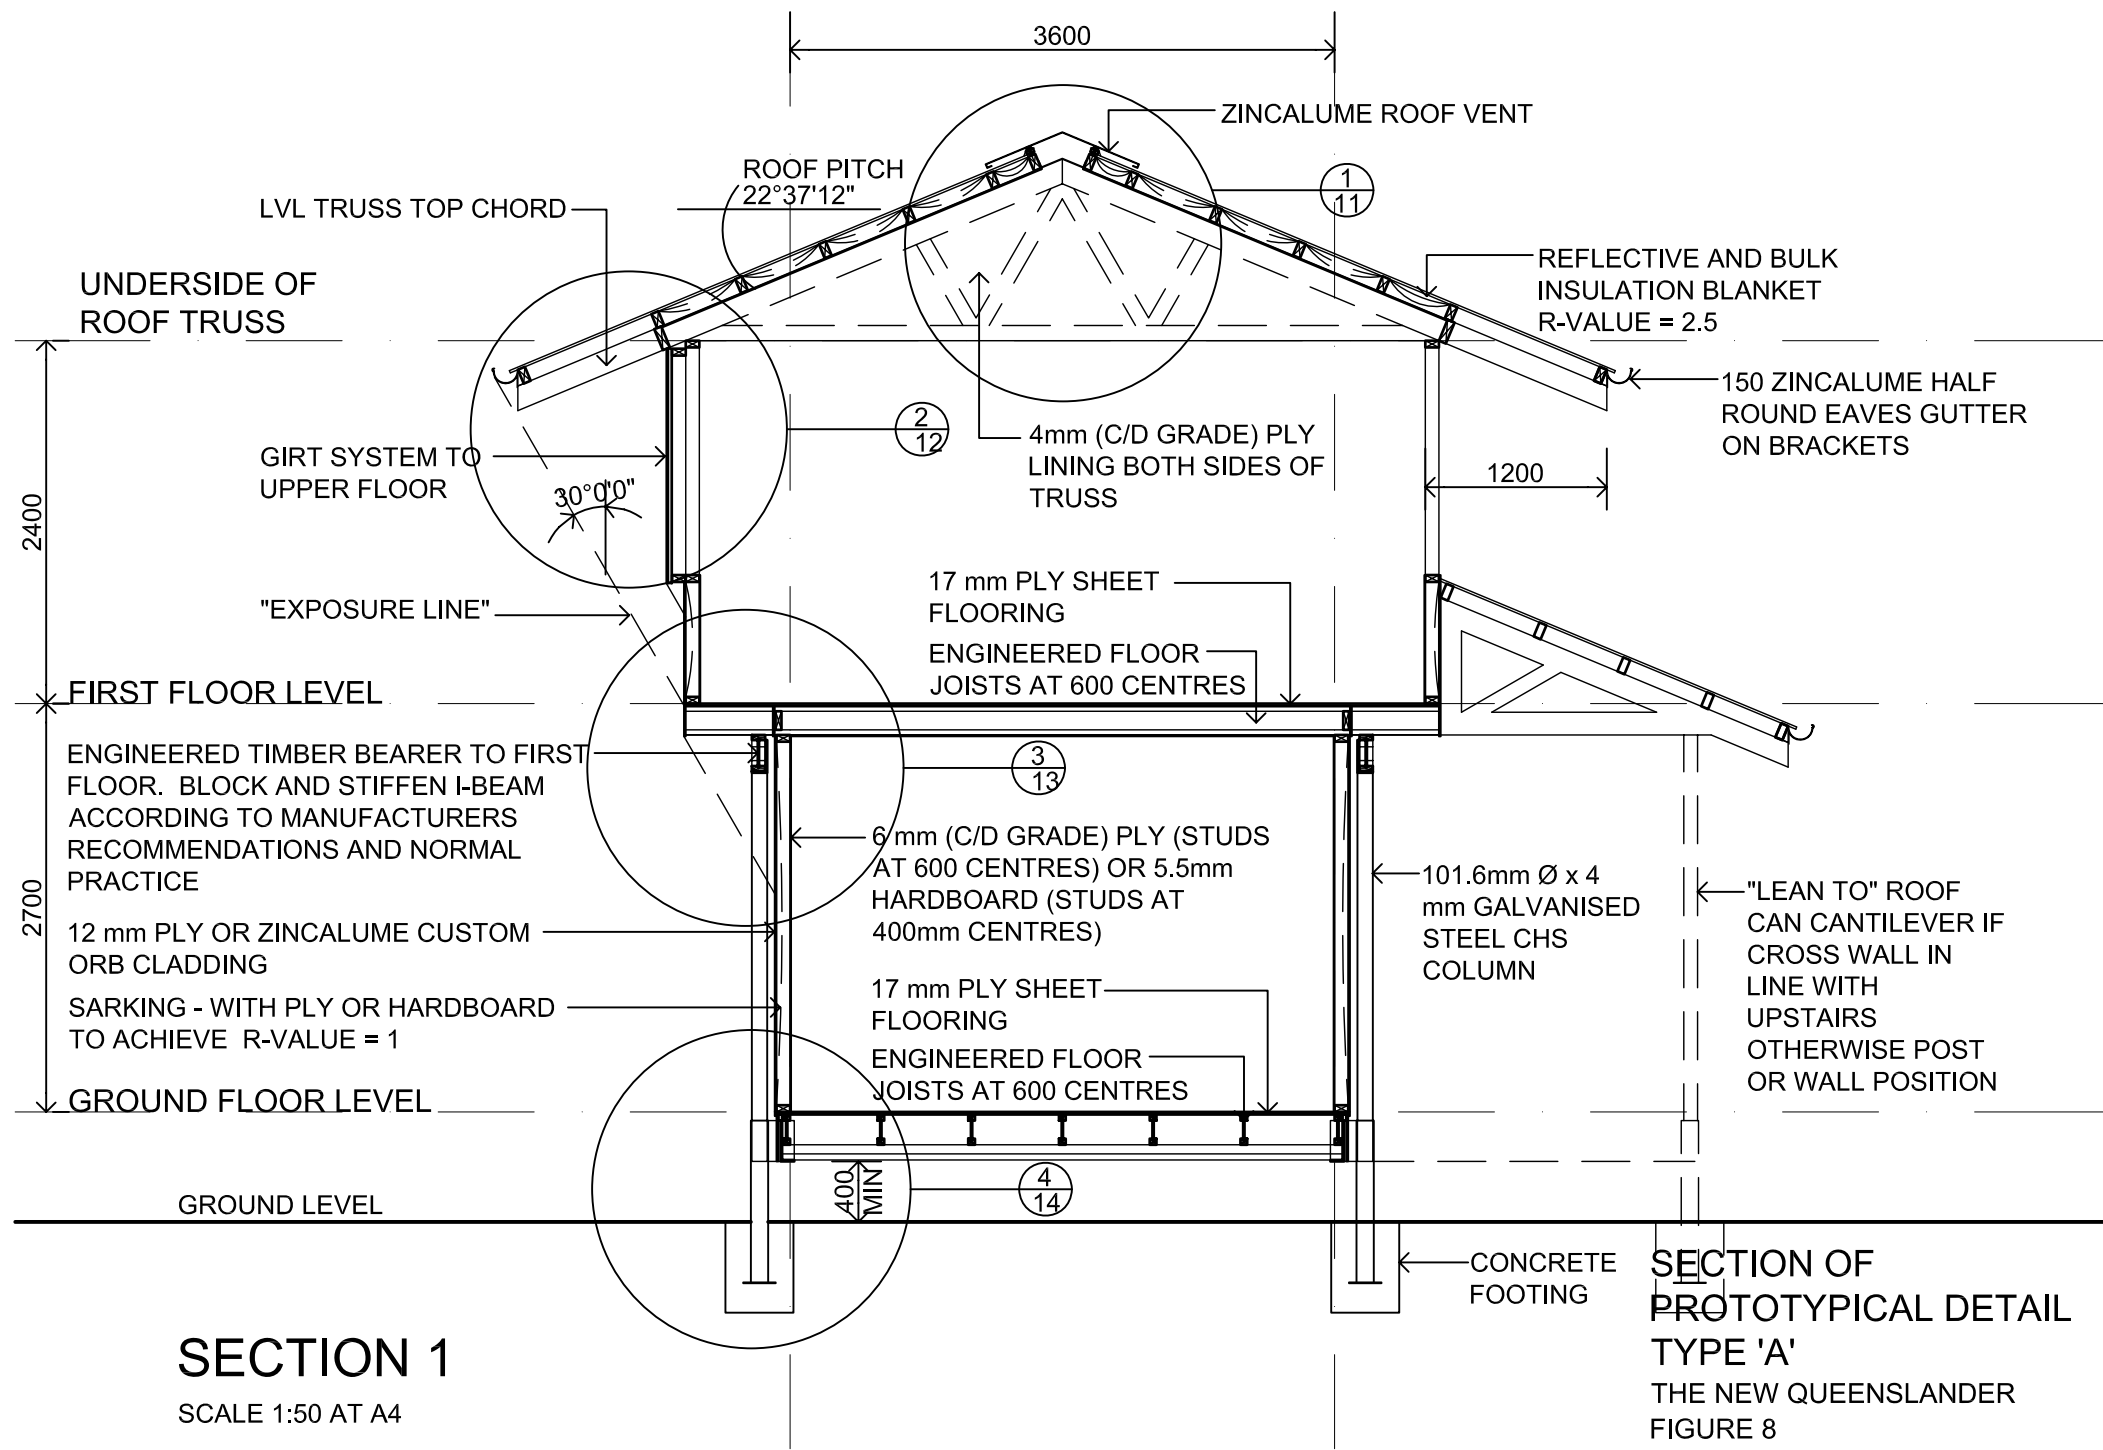 3600
ZINCALUME ROOF VENT
ROOF PITCH
22°37'12"
1
11
LVL TRUSS TOP CHORD
REFLECTIVE AND BULK
INSULATION BLANKET
R-VALUE = 2.5
UNDERSIDE OF
ROOF TRUSS
150 ZINCALUME HALF
ROUND EAVES GUTTER
ON BRACKETS
2
12
4mm (C/D GRADE) PLY
LINING BOTH SIDES OF
TRUSS
GIRT SYSTEM TO
UPPER FLOOR
30°0'0"
1200
2400
"EXPOSURE LINE"
17 mm PLY SHEET
FLOORING
ENGINEERED FLOOR
JOISTS AT 600 CENTRES
FIRST FLOOR LEVEL
ENGINEERED TIMBER BEARER TO FIRST
FLOOR.  BLOCK AND STIFFEN I-BEAM
ACCORDING TO MANUFACTURERS
RECOMMENDATIONS AND NORMAL
PRACTICE
3
13
6 mm (C/D GRADE) PLY (STUDS
AT 600 CENTRES) OR 5.5mm
HARDBOARD (STUDS AT
400mm CENTRES)
101.6mm Ø x 4
mm GALVANISED
STEEL CHS
COLUMN
"LEAN TO" ROOF
CAN CANTILEVER IF
CROSS WALL IN
LINE WITH
UPSTAIRS
OTHERWISE POST
OR WALL POSITION
2700
12 mm PLY OR ZINCALUME CUSTOM
ORB CLADDING
SARKING - WITH PLY OR HARDBOARD
TO ACHIEVE  R-VALUE = 1
17 mm PLY SHEET
FLOORING
ENGINEERED FLOOR
JOISTS AT 600 CENTRES
GROUND FLOOR LEVEL
400
MIN
4
14
GROUND LEVEL
CONCRETE
FOOTING
SECTION OF
PROTOTYPICAL DETAIL
TYPE 'A'
THE NEW QUEENSLANDER
FIGURE 8
SECTION 1
SCALE 1:50 AT A4